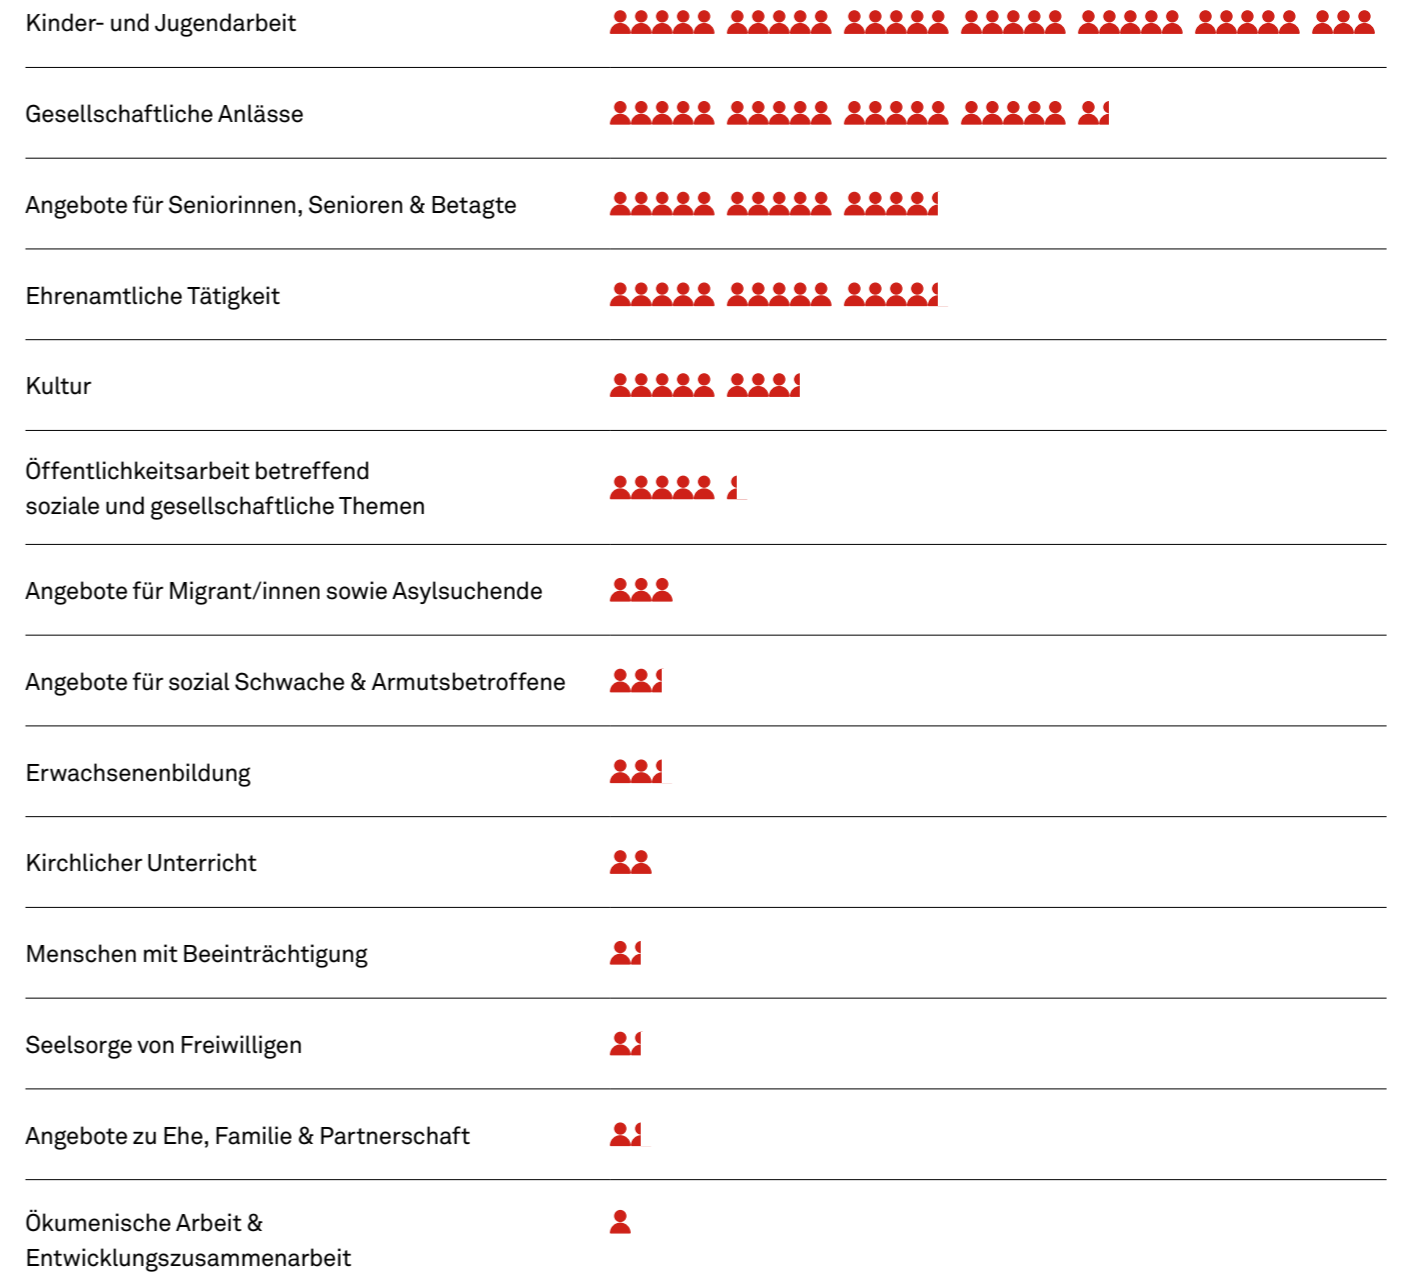 Kinder- und Jugendarbeit
Gesellschaftliche Anlässe
Angebote für Seniorinnen, Senioren & Betagte
Ehrenamtliche Tätigkeit
Kultur
Öffentlichkeitsarbeit betreffend
soziale und gesellschaftliche Themen
Angebote für Migrant/innen sowie Asylsuchende
Angebote für sozial Schwache & Armutsbetroffene
Erwachsenenbildung
Kirchlicher Unterricht
Menschen mit Beeinträchtigung
Seelsorge von Freiwilligen
Angebote zu Ehe, Familie & Partnerschaft
Ökumenische Arbeit &
Entwicklungszusammenarbeit